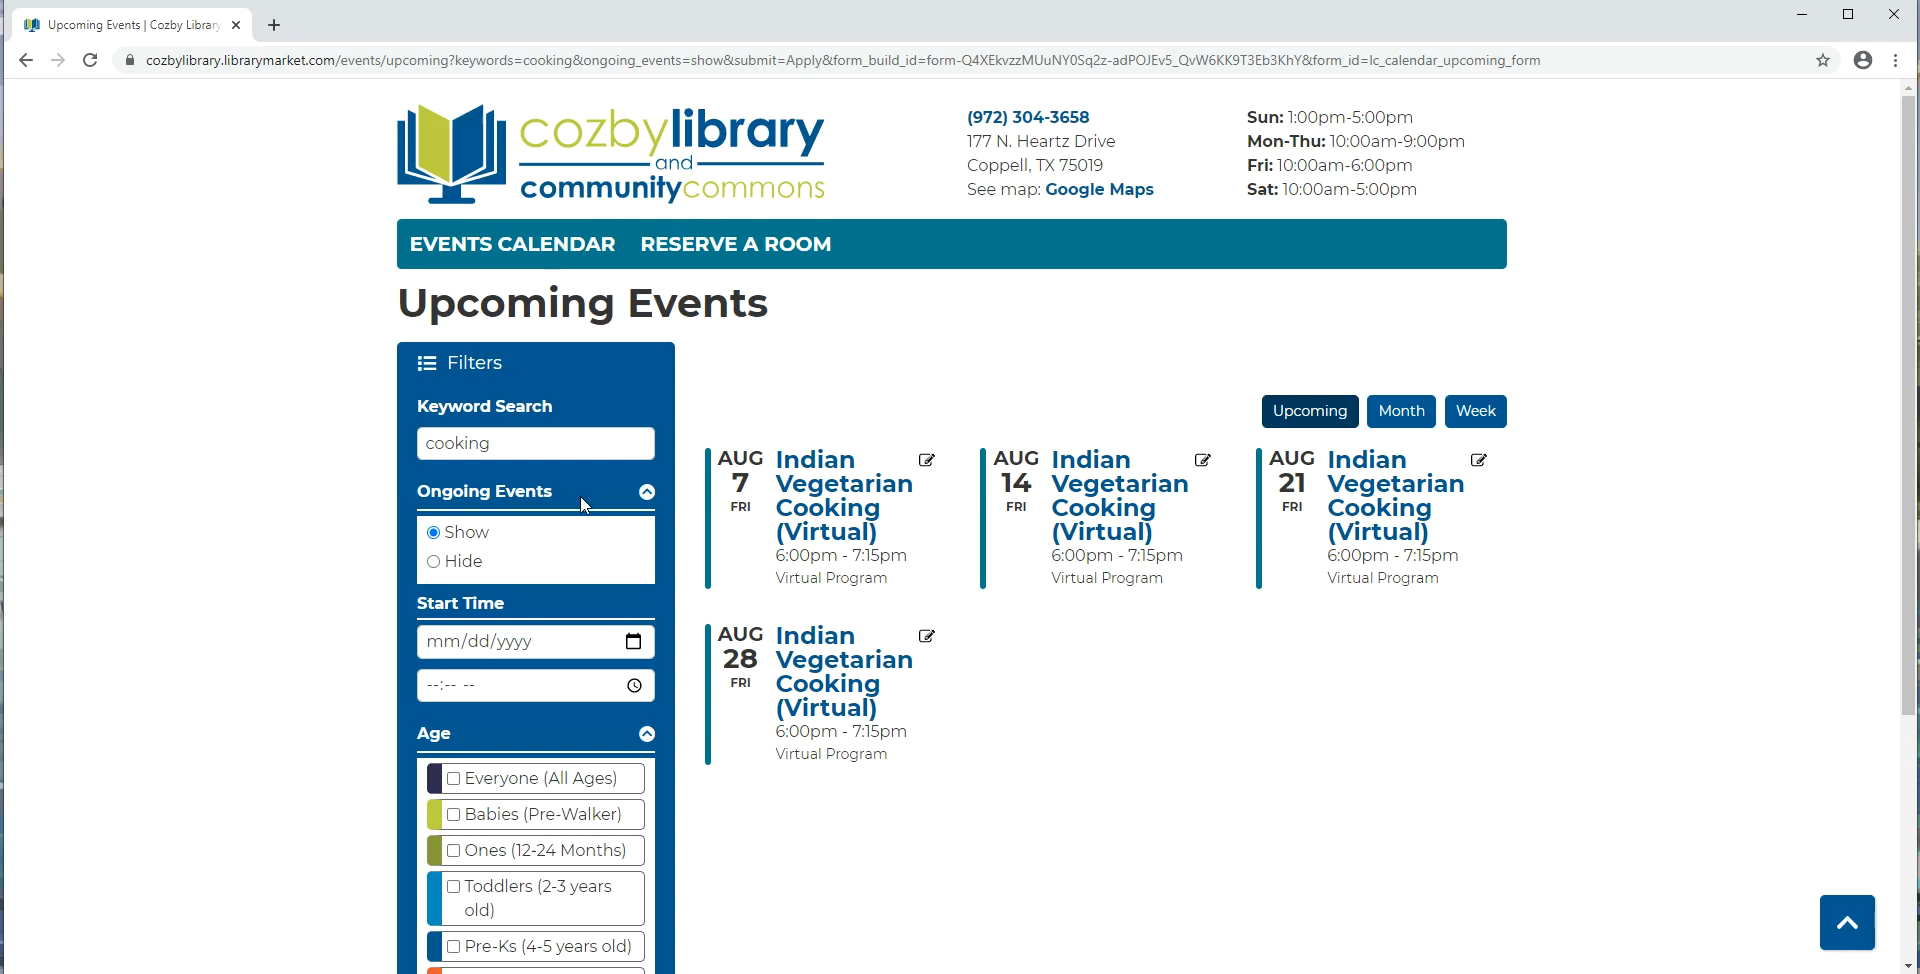 Upcoming Events | Cozby Library
cozbylibrary.librarymarket.com/events/upcoming?keywords=cooking&ongoing_events=show&submit=Apply&form_build_id=form-Q4XEkvzzMUuNY0Sq2z-adPOJEv5_QvW6KK9T3Eb3KhY&form_id=lc_calendar_upcoming_form
cozbylibrary
and
communitycommons
(972) 304-3658
177 N. Heartz Drive
Coppell, TX 75019
See map: Google Maps
Sun: 1:00pm-5:00pm
Mon-Thu: 10:00am-9:00pm
Fri: 10:00am-6:00pm
Sat: 10:00am-5:00pm
EVENTS CALENDAR RESERVE A ROOM
Upcoming Events
Filters
Keyword Search
cooking
Ongoing Events
Show
Hide
Start Time
mm/dd/yyyy
--:-- --
Age
Everyone (All Ages)
Babies (Pre-Walker)
Ones (12-24 Months)
Toddlers (2-3 years
old)
Pre-Ks (4-5 years old)
Upcoming Month Week
AUG
7
FRI
Indian
Vegetarian
Cooking
(Virtual)
6:00pm - 7:15pm
Virtual Program
AUG
14
FRI
Indian
Vegetarian
Cooking
(Virtual)
6:00pm - 7:15pm
Virtual Program
AUG
21
FRI
Indian
Vegetarian
Cooking
(Virtual)
6:00pm - 7:15pm
Virtual Program
AUG
28
FRI
Indian
Vegetarian
Cooking
(Virtual)
6:00pm - 7:15pm
Virtual Program